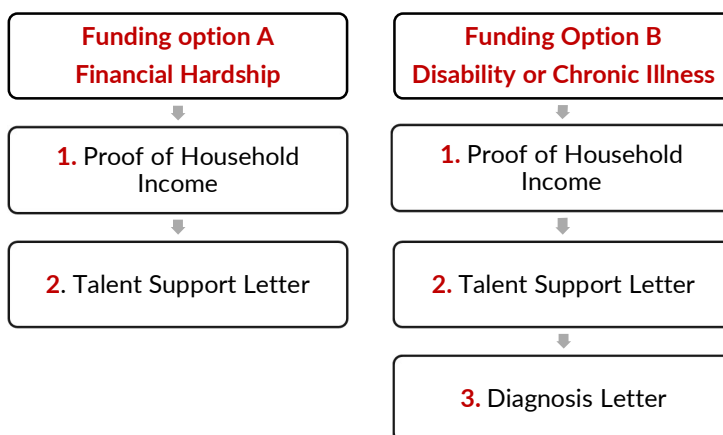 Funding option A
Financial Hardship
1. Proof of Household
Income
2. Talent Support Letter
Funding Option B
Disability or Chronic Illness
1. Proof of Household
Income
2. Talent Support Letter
3. Diagnosis Letter